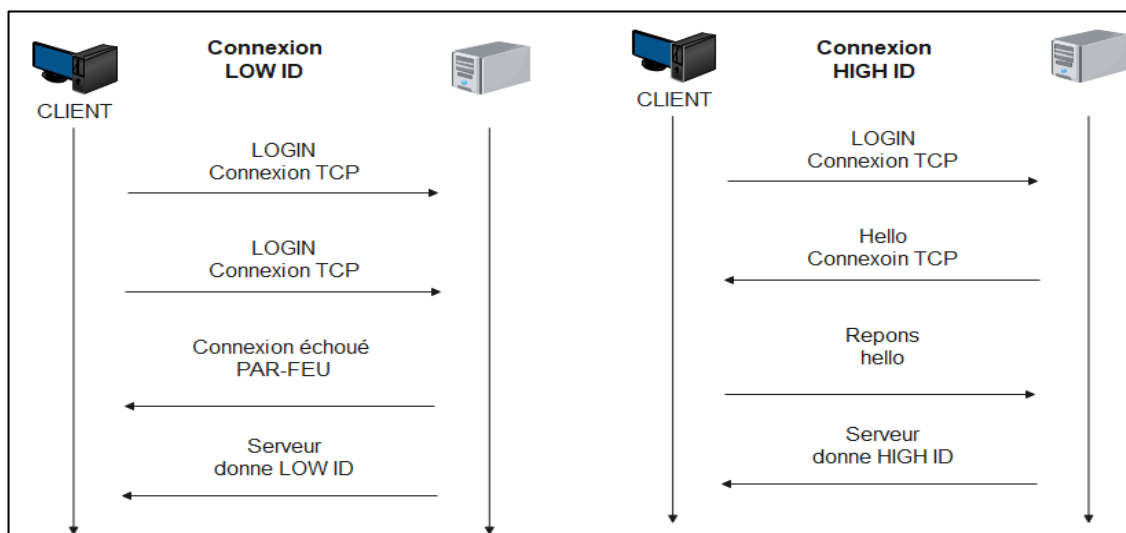 Connexion
LOW ID
CLIENT
LOGIN
Connexion TCP
LOGIN
Connexion TCP
Connexion échoué
PAR-FEU
Serveur
donne LOW ID
Connexion
HIGH ID
CLIENT
LOGIN
Connexion TCP
Hello
Connexoin TCP
Repons
hello
Serveur
donne HIGH ID